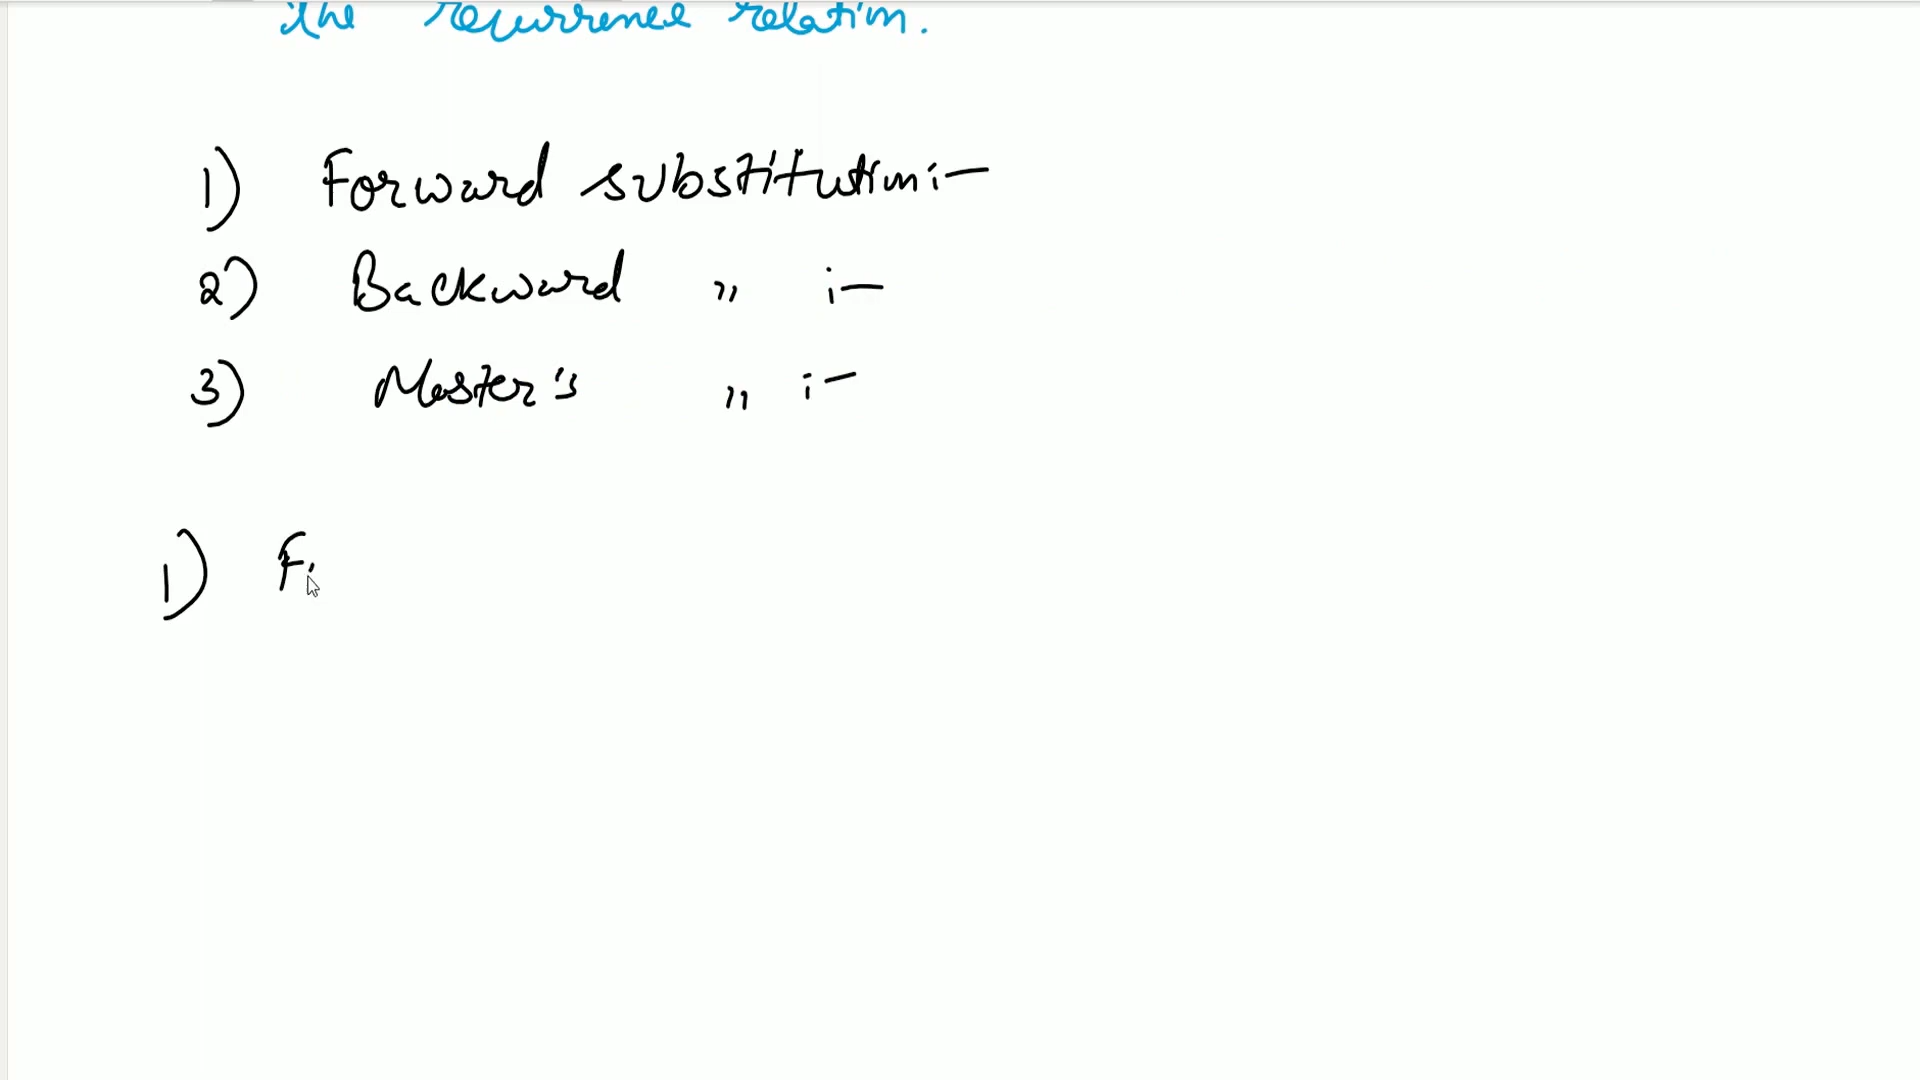 the recurrence relation.
1) Forward substitution :-
2) Backward " :-
3) Master's " :-
1) F